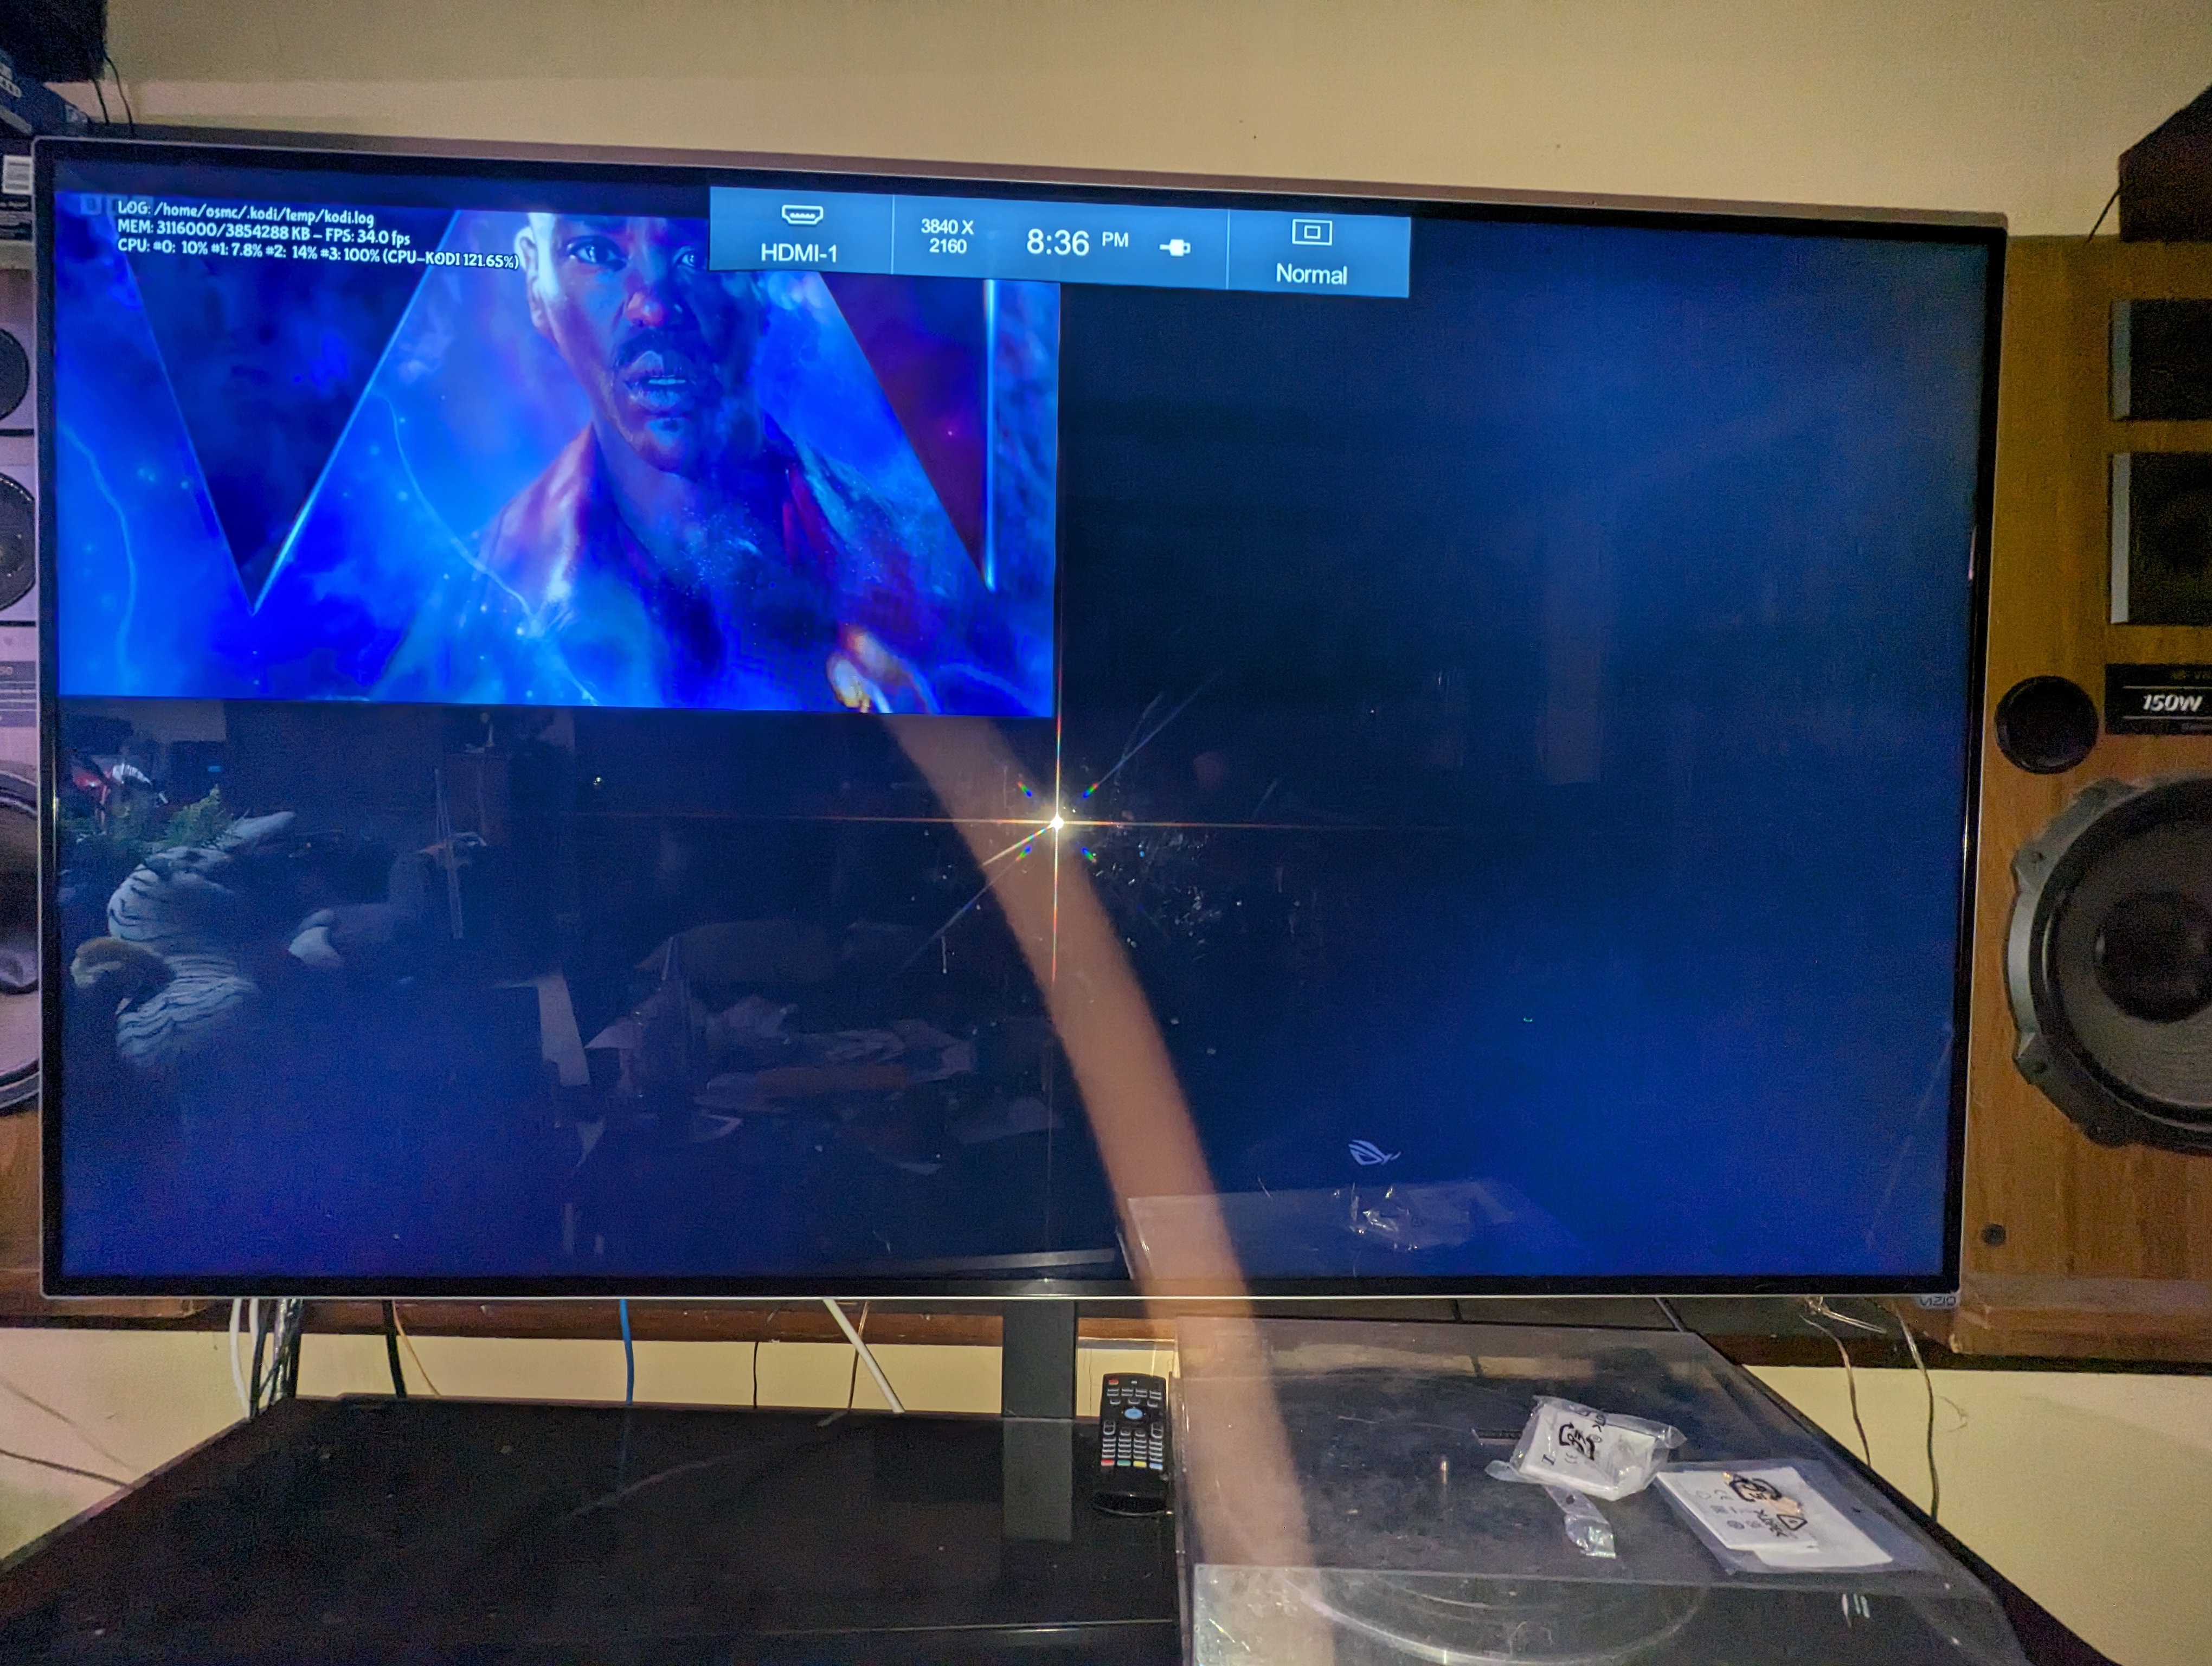 LOG: /home/osmc/.kodi/temp/kodi.log
MEM: 3116000/3854288 KB – FPS: 34.0 fps
CPU: #0: 10% #1: 7.8% #2: 14% #3: 100% (CPU-KODI 121.65%)
HDMI-1
3840 X
2160
8:36 PM
Normal
150W
VIZIO